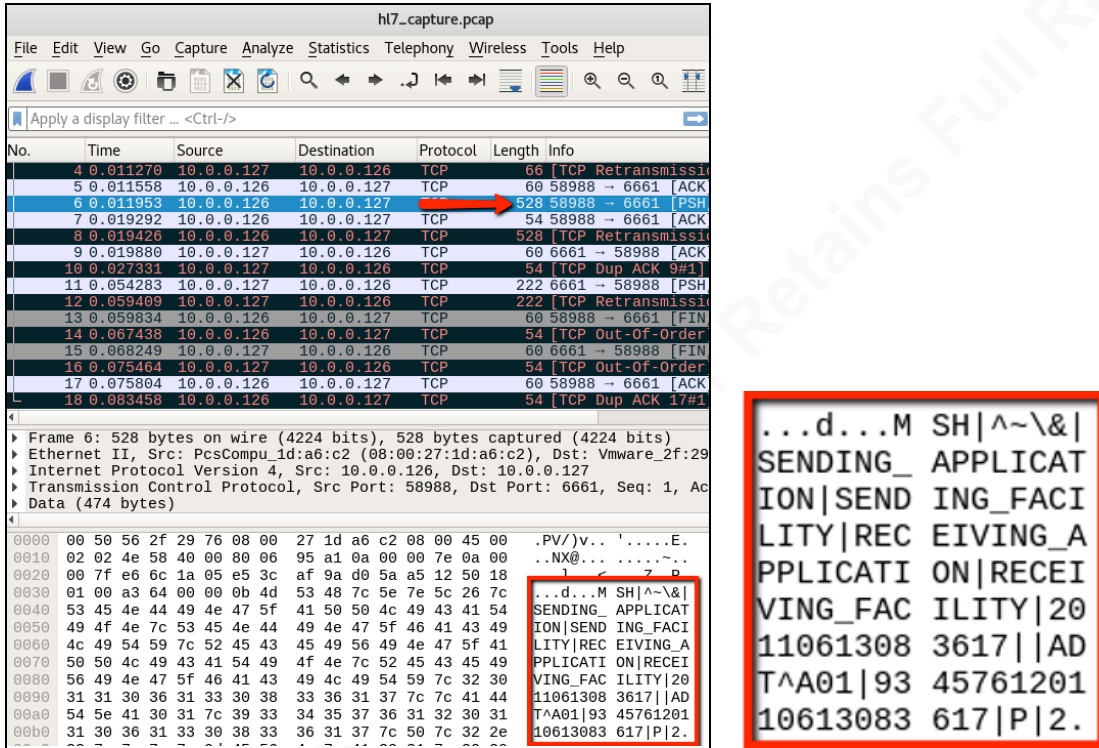 hl7_capture.pcap
File Edit View Go Capture Analyze Statistics Telephony Wireless Tools Help
Apply a display filter ... <Ctrl-/>
No. Time Source Destination Protocol Length Info
4 0.011270 10.0.0.127 10.0.0.126 TCP 66 [TCP Retransmissi
5 0.011558 10.0.0.126 10.0.0.127 TCP 60 58988 → 6661 [ACK
6 0.011953 10.0.0.126 10.0.0.127 528 58988 → 6661 [PSH
7 0.019292 10.0.0.126 10.0.0.127 TCP 54 58988 → 6661 [ACK
8 0.019426 10.0.0.126 10.0.0.127 TCP 528 [TCP Retransmissi
9 0.019880 10.0.0.127 10.0.0.126 TCP 60 6661 → 58988 [ACK
10 0.027331 10.0.0.127 10.0.0.126 TCP 54 [TCP Dup ACK 9#1]
11 0.054283 10.0.0.127 10.0.0.126 TCP 222 6661 → 58988 [PSH,
12 0.059409 10.0.0.127 10.0.0.126 TCP 222 [TCP Retransmissi
13 0.059834 10.0.0.126 10.0.0.127 TCP 60 58988 → 6661 [FIN
14 0.067438 10.0.0.126 10.0.0.127 TCP 54 [TCP Out-Of-Order
15 0.068249 10.0.0.127 10.0.0.126 TCP 60 6661 → 58988 [FIN
16 0.075464 10.0.0.127 10.0.0.126 TCP 54 [TCP Out-Of-Order
17 0.075804 10.0.0.126 10.0.0.127 TCP 60 58988 → 6661 [ACK
18 0.083458 10.0.0.126 10.0.0.127 TCP 54 [TCP Dup ACK 17#1
Frame 6: 528 bytes on wire (4224 bits), 528 bytes captured (4224 bits)
Ethernet II, Src: PcsCompu_1d:a6:c2 (08:00:27:1d:a6:c2), Dst: Vmware_2f:29
Internet Protocol Version 4, Src: 10.0.0.126, Dst: 10.0.0.127
Transmission Control Protocol, Src Port: 58988, Dst Port: 6661, Seq: 1, Ac
Data (474 bytes)
0000 00 50 56 2f 29 76 08 00 27 1d a6 c2 08 00 45 00 .PV/)v.. '.....E.
0010 02 02 4e 58 40 00 80 06 95 a1 0a 00 00 7e 0a 00 ..NX@... .....~..
0020 00 7f e6 6c 1a 05 e5 3c af 9a d0 5a a5 12 50 18
0030 01 00 a3 64 00 00 0b 4d 53 48 7c 5e 7e 5c 26 7c ...d...M SH|^~\&|
0040 53 45 4e 44 49 4e 47 5f 41 50 50 4c 49 43 41 54 SENDING_ APPLICAT
0050 49 4f 4e 7c 53 45 4e 44 49 4e 47 5f 46 41 43 49 ION|SEND ING_FACI
0060 4c 49 54 59 7c 52 45 43 45 49 56 49 4e 47 5f 41 LITY|REC EIVING_A
0070 50 50 4c 49 43 41 54 49 4f 4e 7c 52 45 43 45 49 PPLICATI ON|RECEI
0080 56 49 4e 47 5f 46 41 43 49 4c 49 54 59 7c 32 30 VING_FAC ILITY|20
0090 31 31 30 36 31 33 30 38 33 36 31 37 7c 7c 41 44 11061308 3617||AD
00a0 54 5e 41 30 31 7c 39 33 34 35 37 36 31 32 30 31 T^A01|93 45761201
00b0 31 30 36 31 33 30 38 33 36 31 37 7c 50 7c 32 2e 10613083 617|P|2.
...d...M SH|^~\&|
SENDING_ APPLICAT
ION|SEND ING_FACI
LITY|REC EIVING_A
PPLICATI ON|RECEI
VING_FAC ILITY|20
11061308 3617||AD
T^A01|93 45761201
10613083 617|P|2.
Retains Full